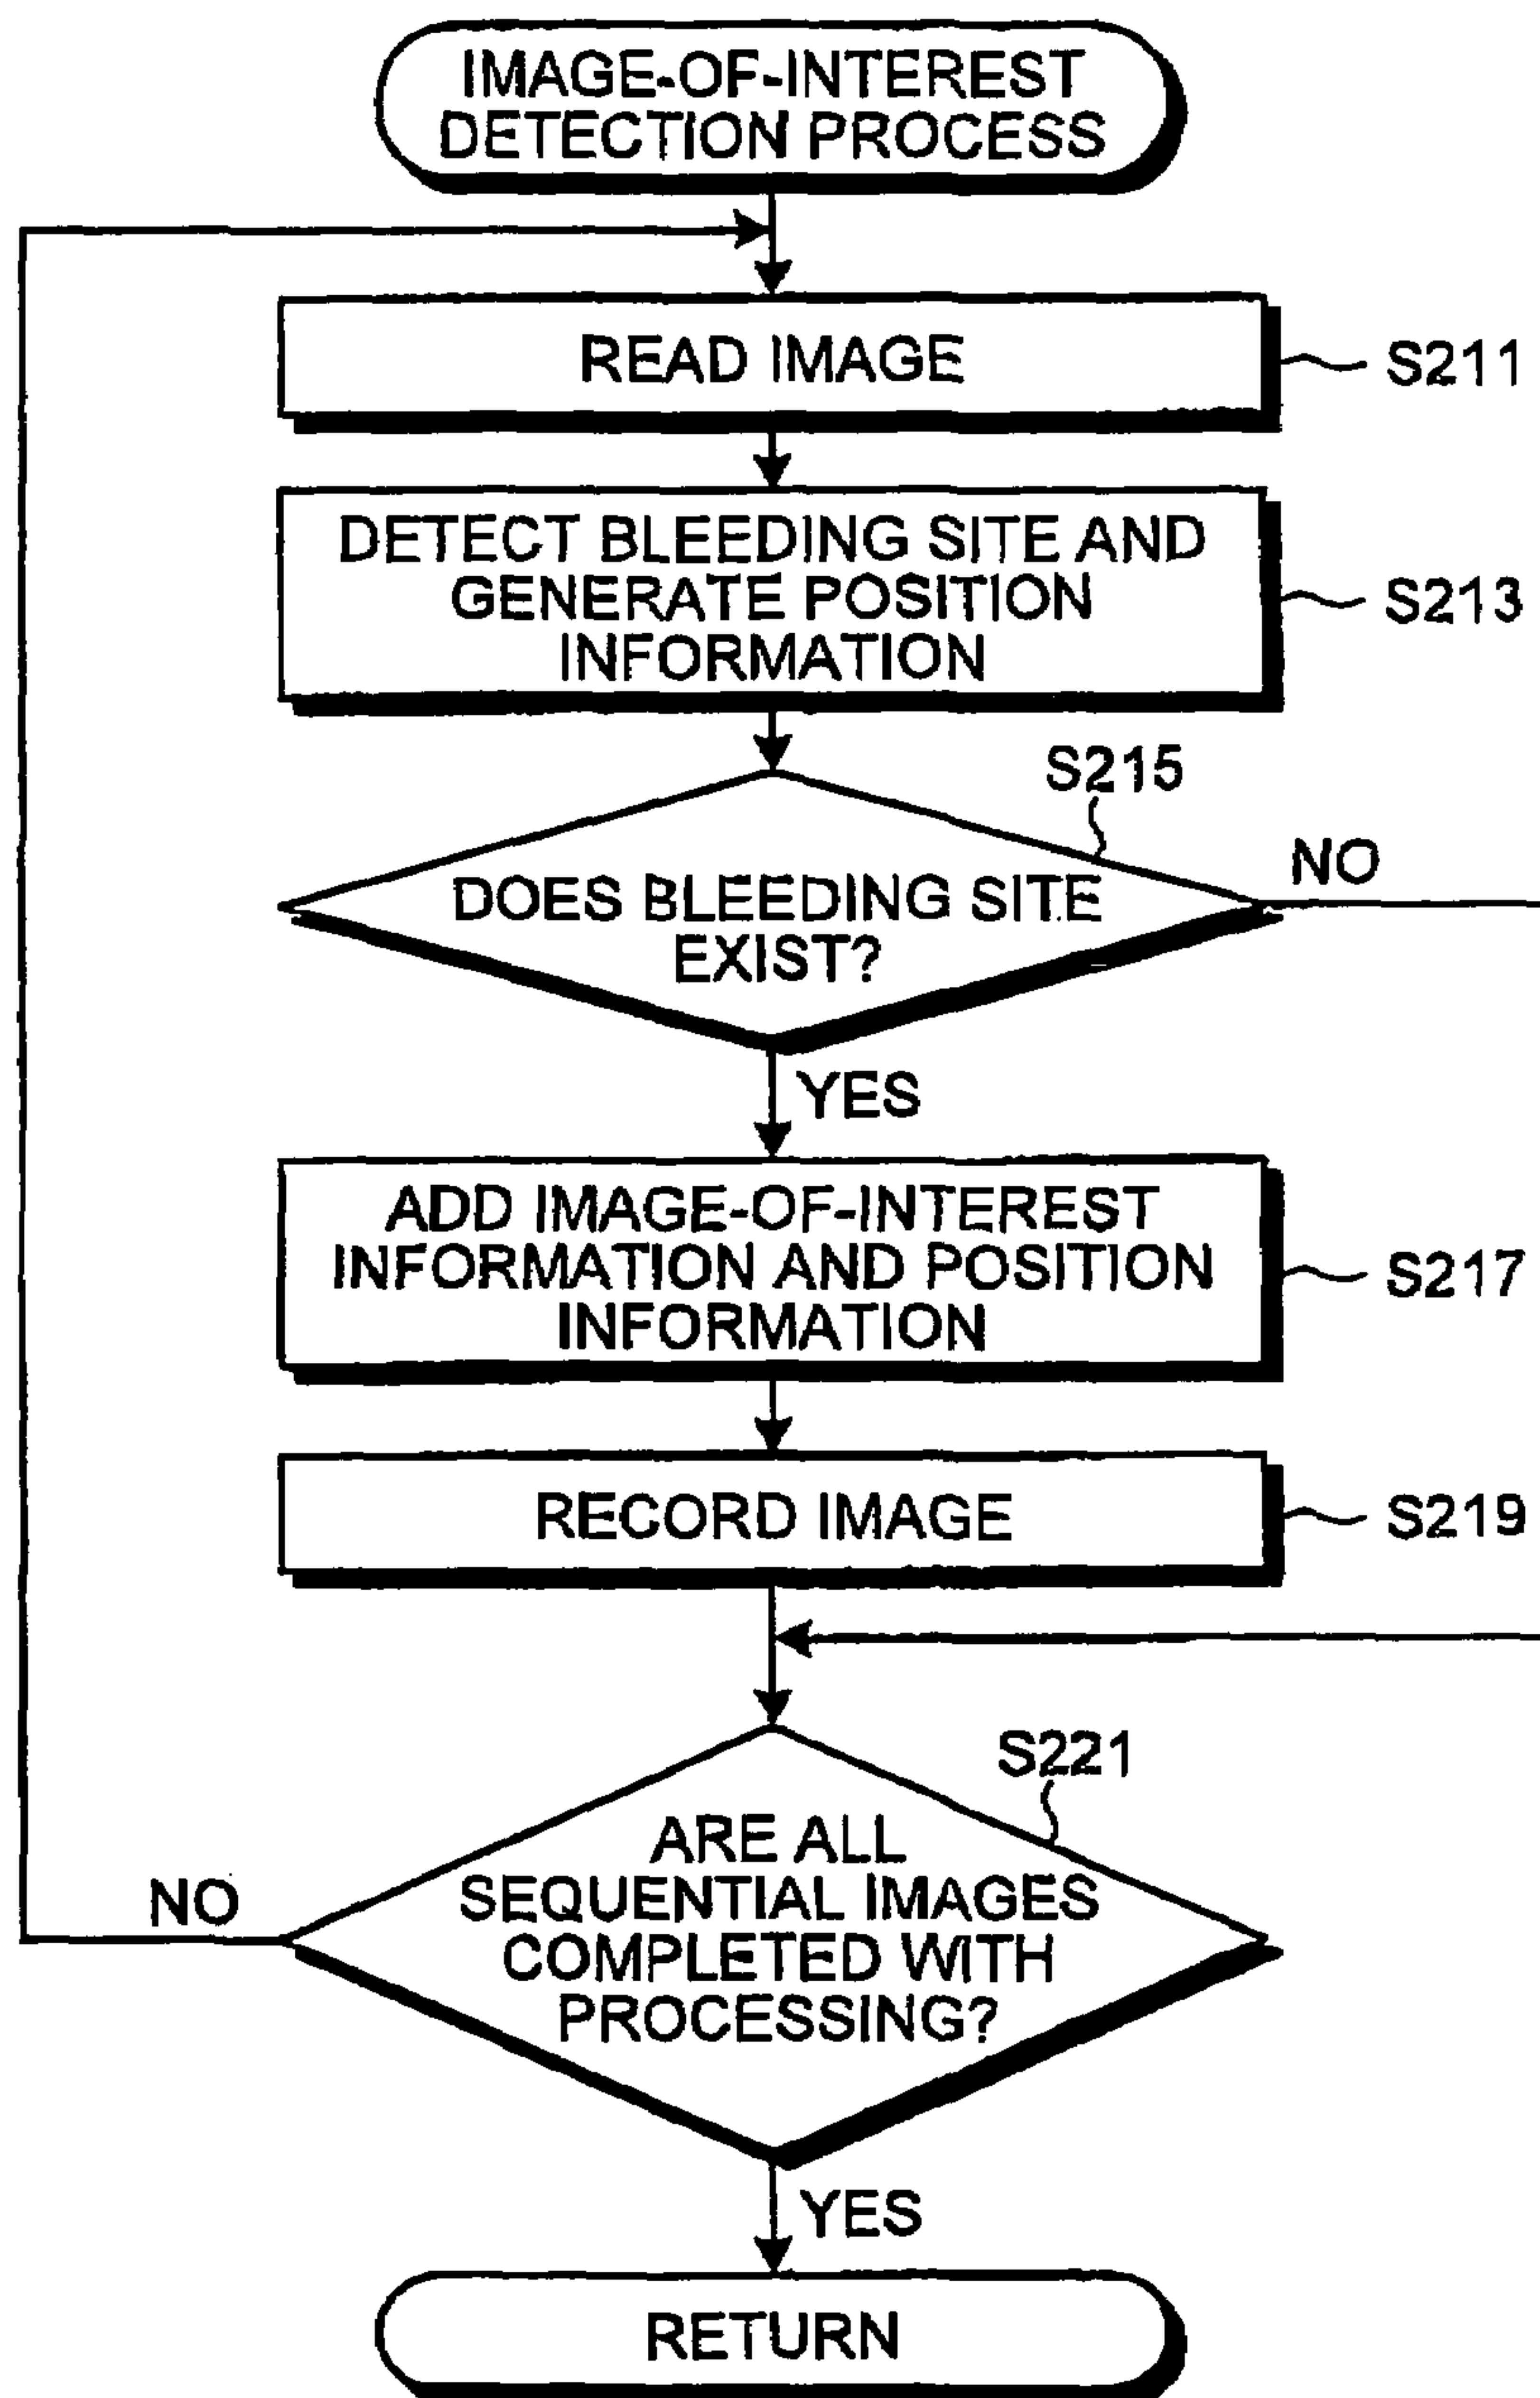 IMAGE-OF-INTEREST
DETECTION PROCESS
READ IMAGE
S211
DETECT BLEEDING SITE AND
GENERATE POSITION
INFORMATION
S213
S215
DOES BLEEDING SITE
EXIST?
NO
YES
ADD IMAGE-OF-INTEREST
INFORMATION AND POSITION
INFORMATION
S217
RECORD IMAGE
S219
S221
ARE ALL
SEQUENTIAL IMAGES
COMPLETED WITH
PROCESSING?
NO
YES
RETURN